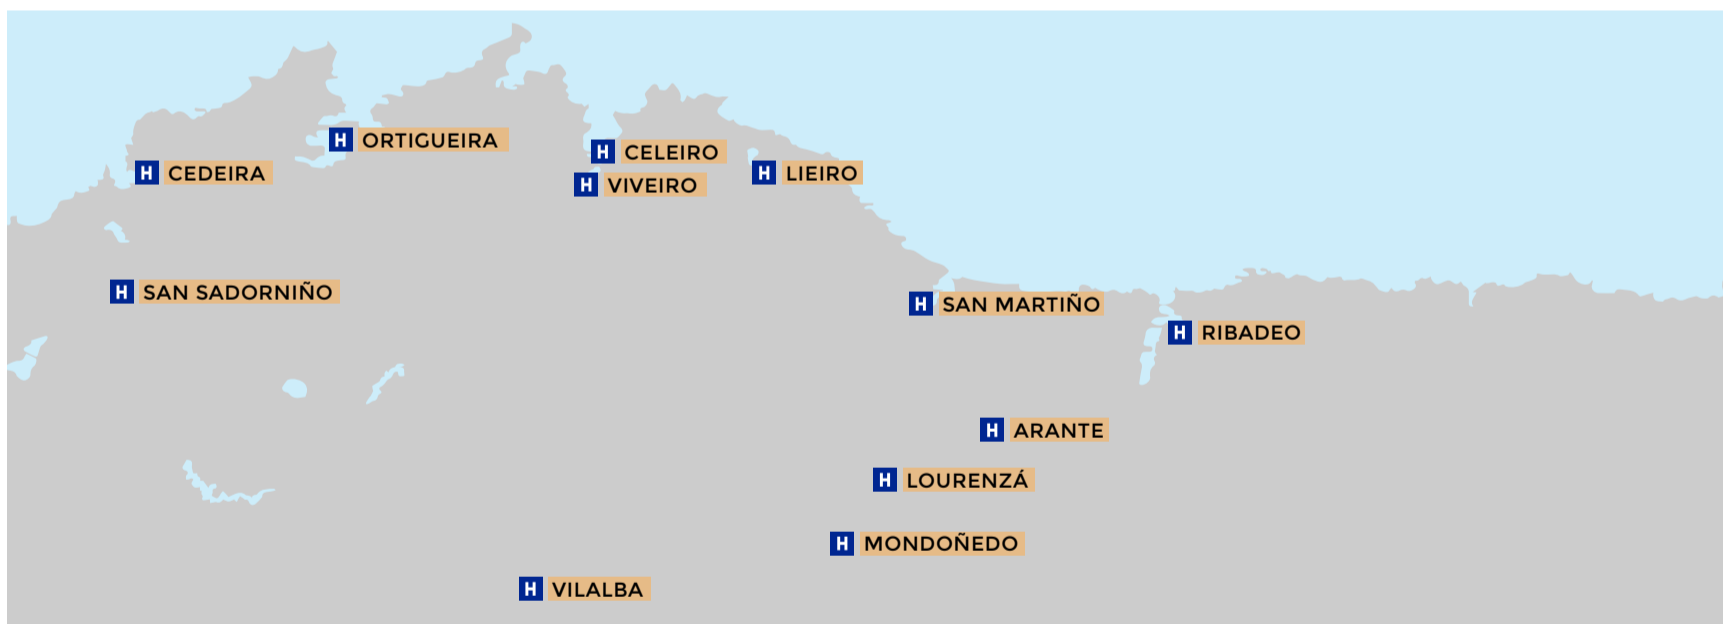 H ORTIGUEIRA
H CELEIRO
H CEDEIRA
H LIEIRO
H VIVEIRO
H SAN SADORNIÑO
H SAN MARTIÑO
H RIBADEO
H ARANTE
H LOURENZÁ
H MONDOÑEDO
H VILALBA